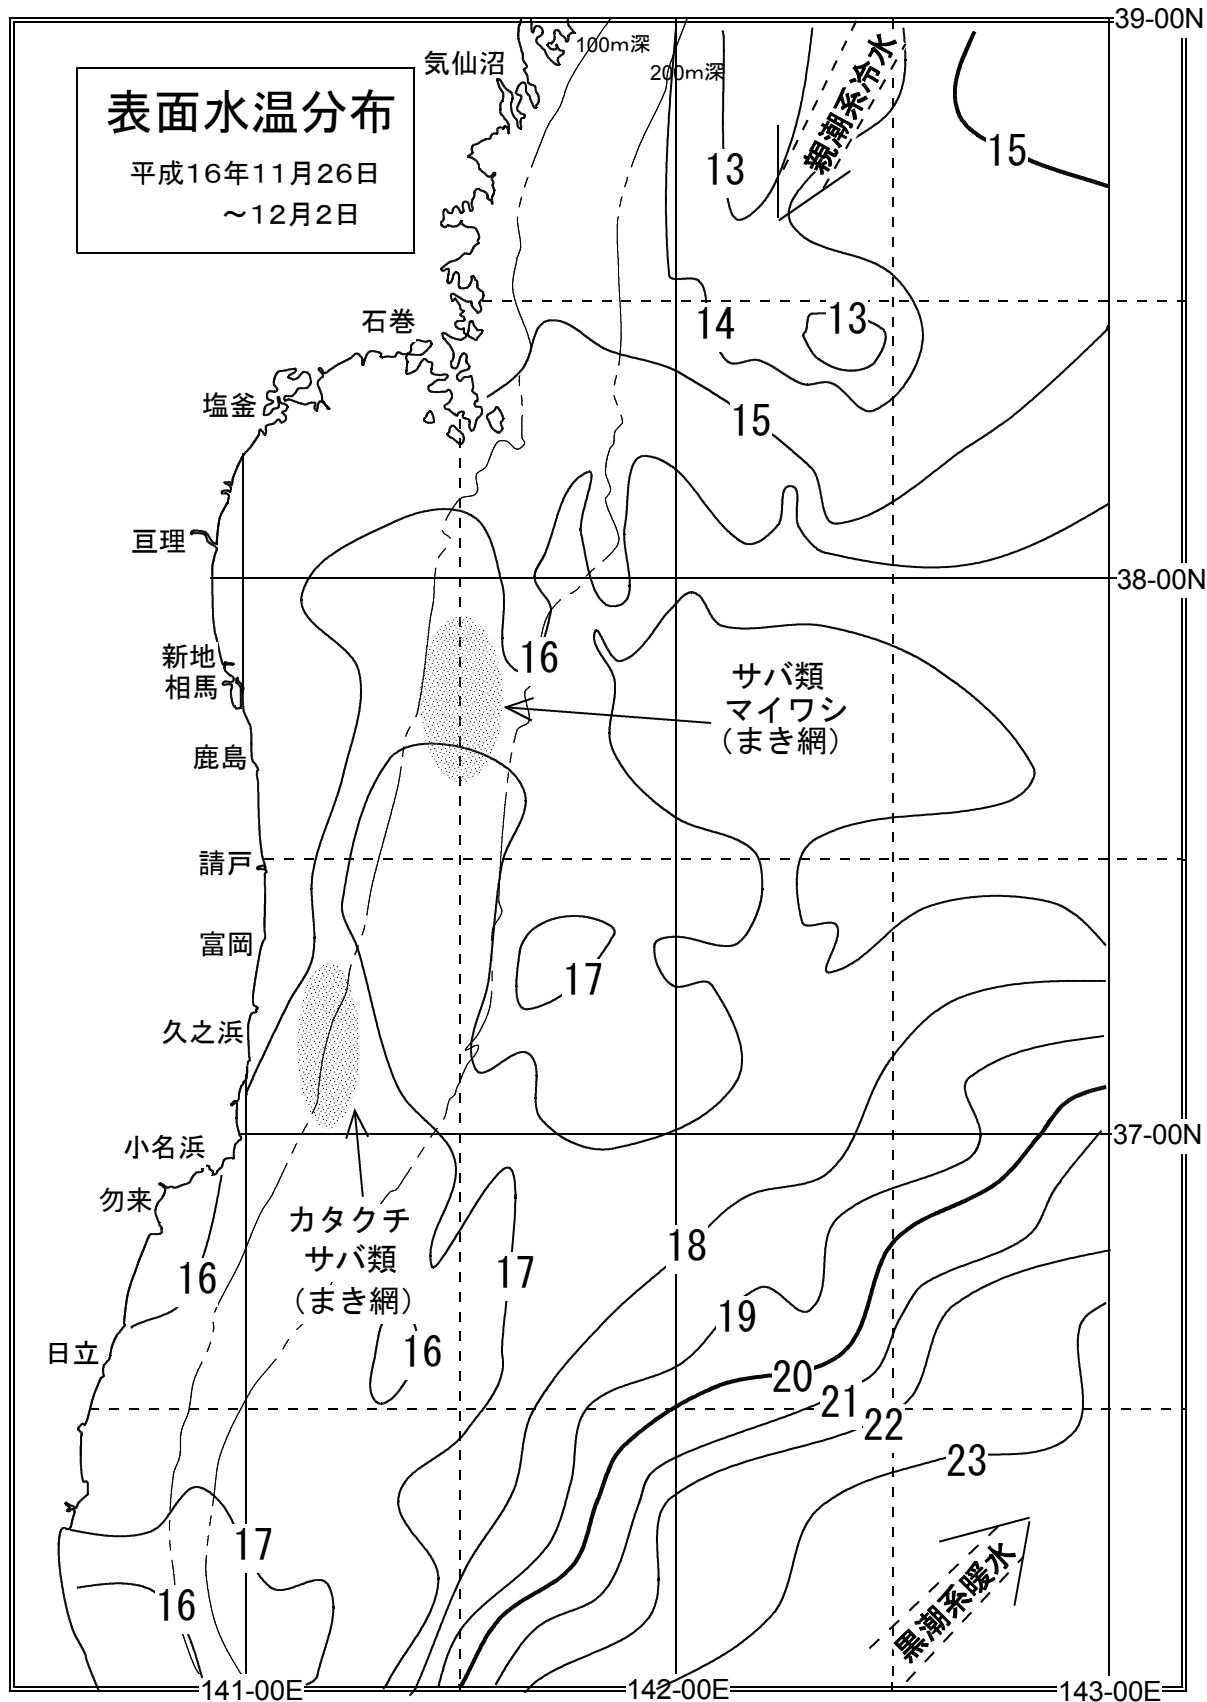 39-00N
気仙沼
100m深
200m深
親潮系冷水
表面水温分布
平成16年11月26日
～12月2日
15
13
石巻
14
13
塩釜
15
亘理
38-00N
新地
相馬
16
サバ類
マイワシ
(まき網)
鹿島
請戸
富岡
17
久之浜
小名浜
37-00N
勿来
カタクチ
サバ類
(まき網)
18
16
17
19
日立
16
20
21
22
23
17
16
黒潮系暖水
141-00E
142-00E
143-00E